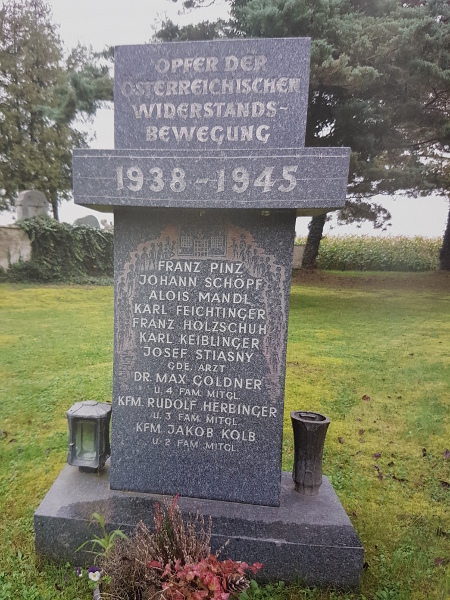 OPFER DER
ÖSTERREICHISCHEN
WIDERSTANDS-
BEWEGUNG
1938-1945
FRANZ PINZ
JOHANN SCHÖPF
ALOIS MANDL
KARL FEICHTINGER
FRANZ HOLZSCHUH
KARL KEIBLINGER
JOSEF STIASNY
GDE. ARZT
DR. MAX GOLDNER
U. 4 FAM. MITGL.
KFM. RUDOLF HERBINGER
U. 3 FAM. MITGL.
KFM. JAKOB KOLB
U. 2 FAM. MITGL.